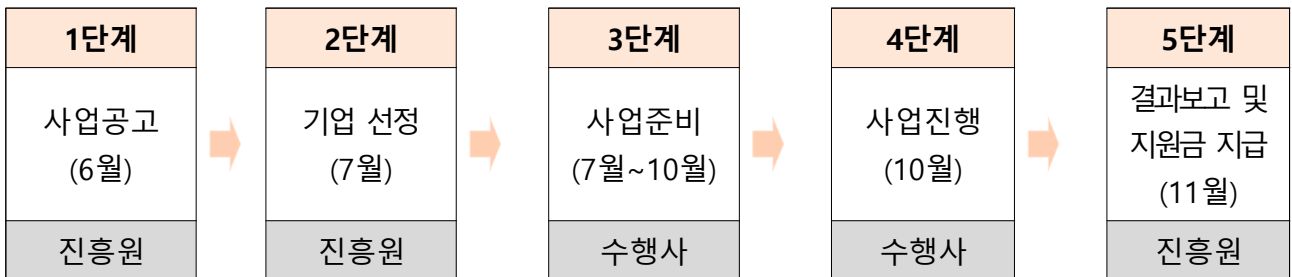 1단계
사업공고
(6월)
진흥원
2단계
기업 선정
(7월)
진흥원
3단계
사업준비
(7월~10월)
수행사
4단계
사업진행
(10월)
수행사
5단계
결과보고 및
지원금 지급
(11월)
진흥원